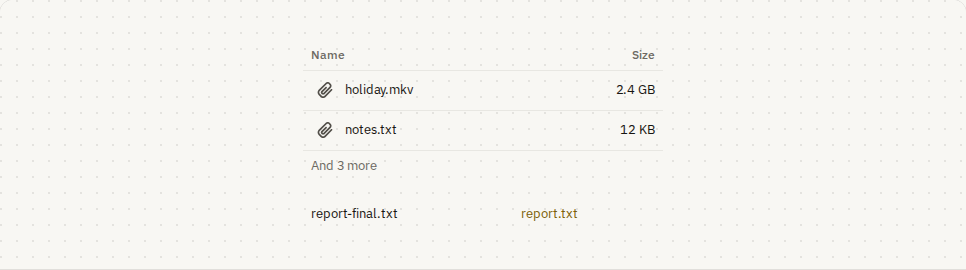 Name Size
holiday.mkv 2.4 GB
notes.txt 12 KB
And 3 more
report-final.txt report.txt